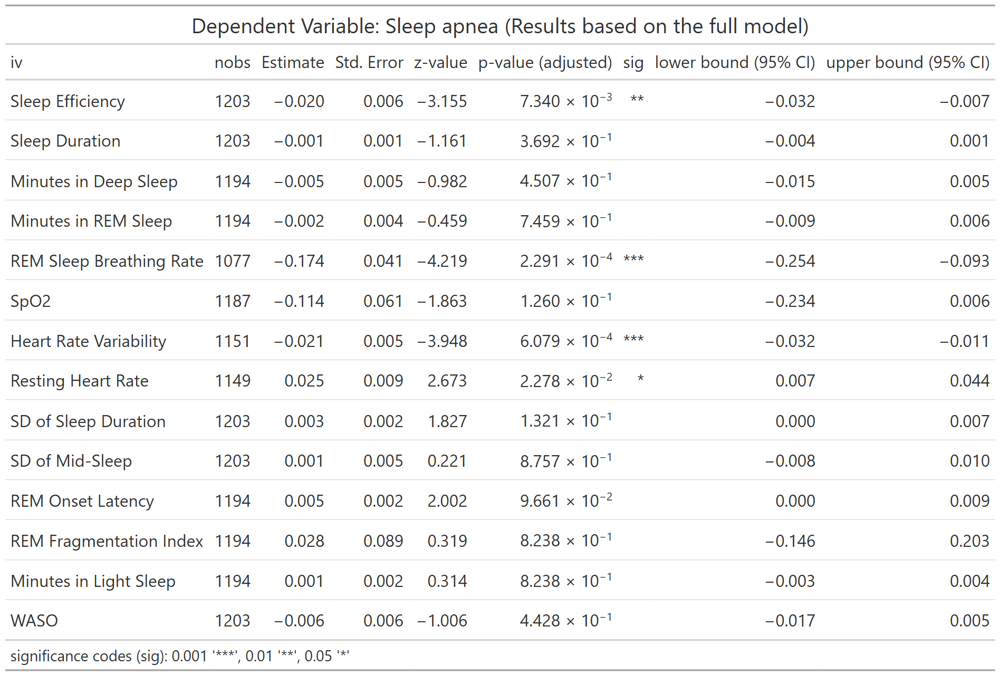 Dependent Variable: Sleep apnea (Results based on the full model)
iv nobs Estimate Std. Error z-value p-value (adjusted) sig lower bound (95% CI) upper bound (95% CI)
Sleep Efficiency 1203 −0.020 0.006 −3.155 7.340 × 10⁻³ ** −0.032 −0.007
Sleep Duration 1203 −0.001 0.001 −1.161 3.692 × 10⁻¹ −0.004 0.001
Minutes in Deep Sleep 1194 −0.005 0.005 −0.982 4.507 × 10⁻¹ −0.015 0.005
Minutes in REM Sleep 1194 −0.002 0.004 −0.459 7.459 × 10⁻¹ −0.009 0.006
REM Sleep Breathing Rate 1077 −0.174 0.041 −4.219 2.291 × 10⁻⁴ *** −0.254 −0.093
SpO2 1187 −0.114 0.061 −1.863 1.260 × 10⁻¹ −0.234 0.006
Heart Rate Variability 1151 −0.021 0.005 −3.948 6.079 × 10⁻⁴ *** −0.032 −0.011
Resting Heart Rate 1149 0.025 0.009 2.673 2.278 × 10⁻² * 0.007 0.044
SD of Sleep Duration 1203 0.003 0.002 1.827 1.321 × 10⁻¹ 0.000 0.007
SD of Mid-Sleep 1203 0.001 0.005 0.221 8.757 × 10⁻¹ −0.008 0.010
REM Onset Latency 1194 0.005 0.002 2.002 9.661 × 10⁻² 0.000 0.009
REM Fragmentation Index 1194 0.028 0.089 0.319 8.238 × 10⁻¹ −0.146 0.203
Minutes in Light Sleep 1194 0.001 0.002 0.314 8.238 × 10⁻¹ −0.003 0.004
WASO 1203 −0.006 0.006 −1.006 4.428 × 10⁻¹ −0.017 0.005
significance codes (sig): 0.001 '***', 0.01 '**', 0.05 '*'